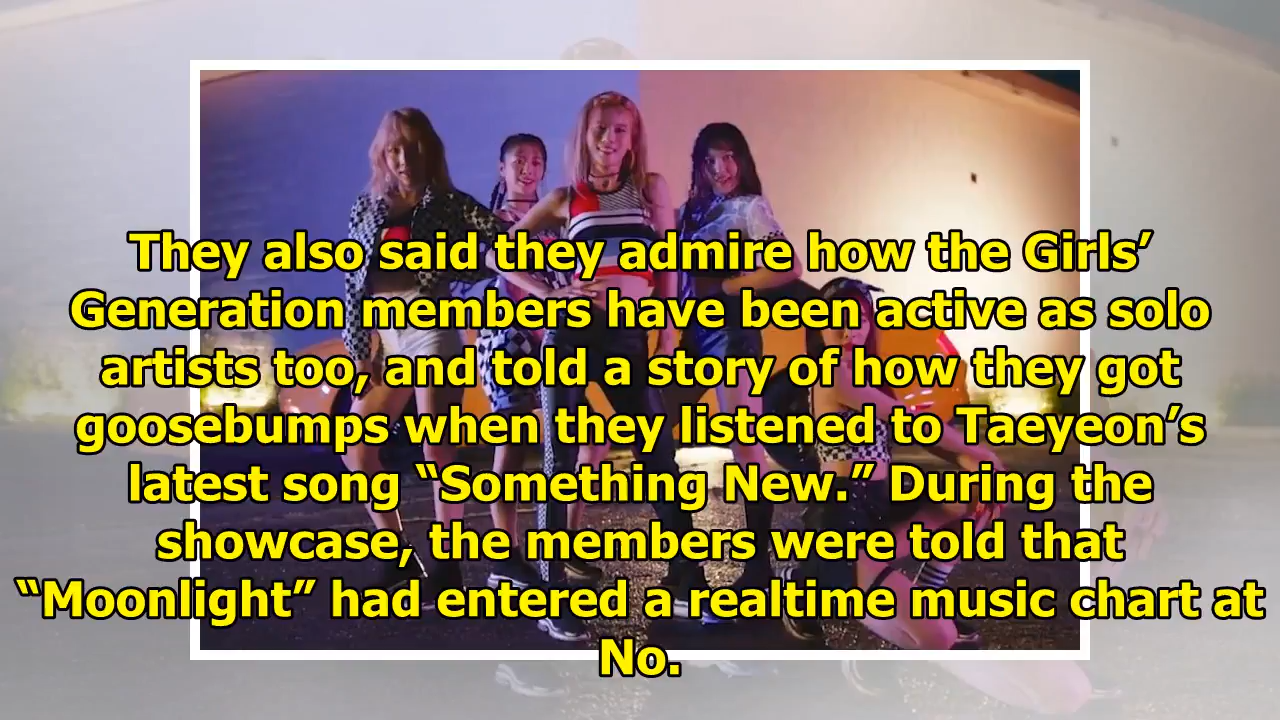 They also said they admire how the Girls’
Generation members have been active as solo
artists too, and told a story of how they got
goosebumps when they listened to Taeyeon’s
latest song “Something New.” During the
showcase, the members were told that
“Moonlight” had entered a realtime music chart at
No.